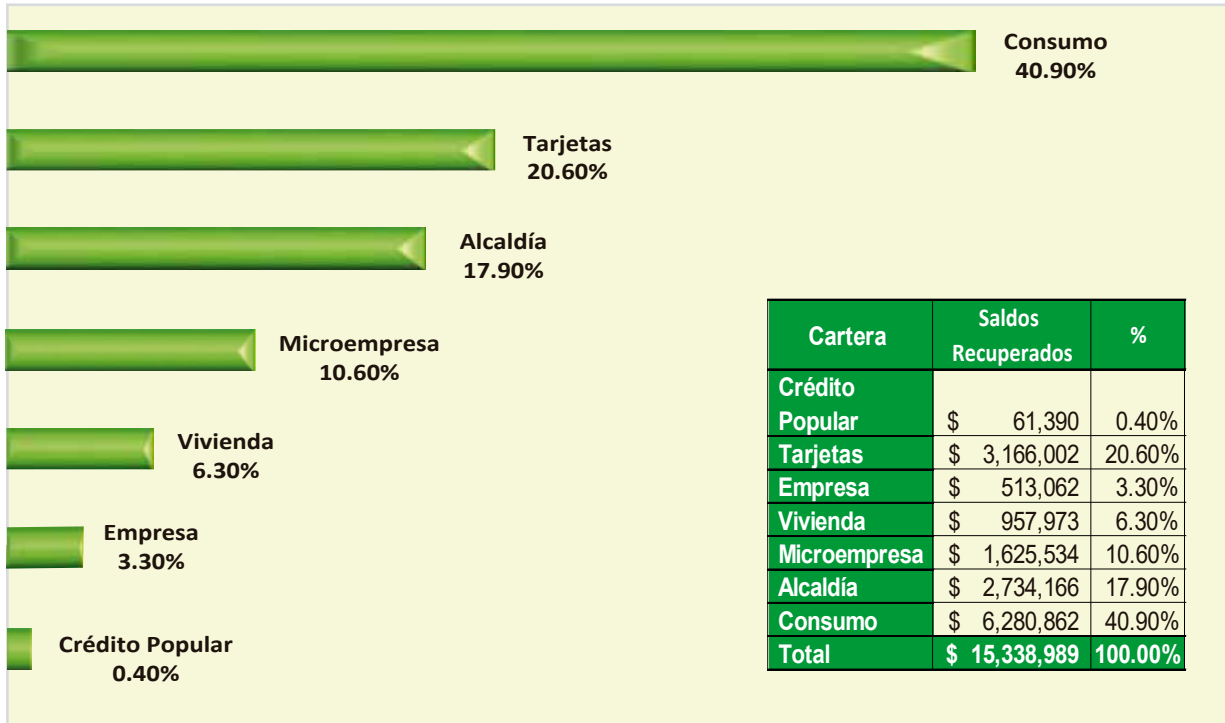 Consumo
40.90%
Tarjetas
20.60%
Alcaldía
17.90%
Microempresa
10.60%
Vivienda
6.30%
Empresa
3.30%
Crédito Popular
0.40%
Cartera Saldos Recuperados %
Crédito
Popular $ 61,390 0.40%
Tarjetas $ 3,166,002 20.60%
Empresa $ 513,062 3.30%
Vivienda $ 957,973 6.30%
Microempresa $ 1,625,534 10.60%
Alcaldía $ 2,734,166 17.90%
Consumo $ 6,280,862 40.90%
Total $ 15,338,989 100.00%